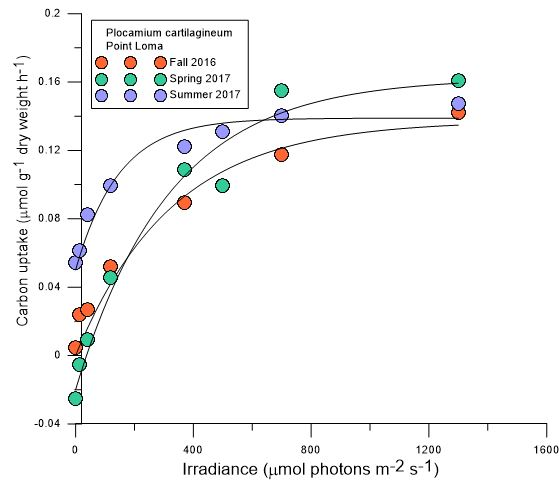 0.2
Plocamium cartilagineum
Point Loma
Fall 2016
Spring 2017
Summer 2017
0.16
0.12
0.08
0.04
0
-0.04
Carbon uptake (μmol g-1 dry weight h-1)
0 400 800 1200 1600
Irradiance (μmol photons m-2 s-1)